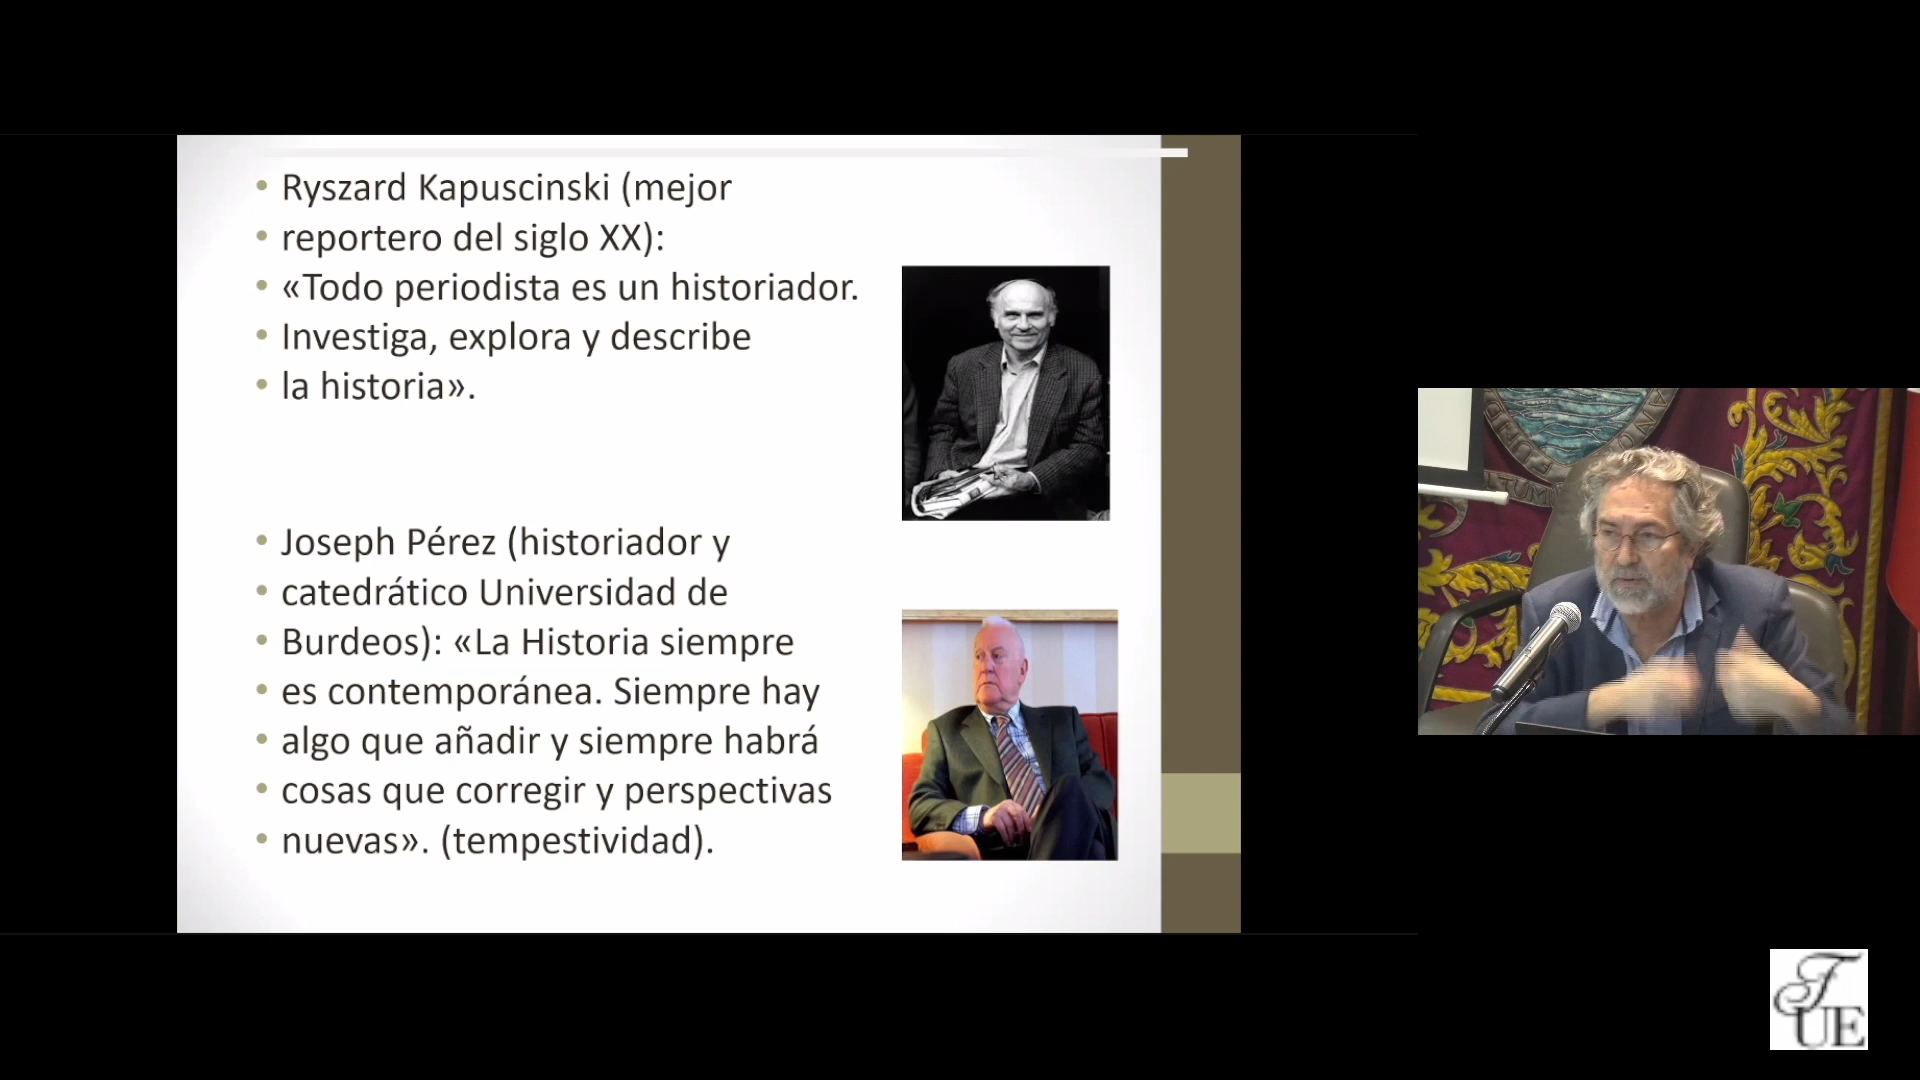 • Ryszard Kapuscinski (mejor
• reportero del siglo XX):
• «Todo periodista es un historiador.
• Investiga, explora y describe
• la historia».
• Joseph Pérez (historiador y
• catedrático Universidad de
• Burdeos): «La Historia siempre
• es contemporánea. Siempre hay
• algo que añadir y siempre habrá
• cosas que corregir y perspectivas
• nuevas». (tempestividad).
UE